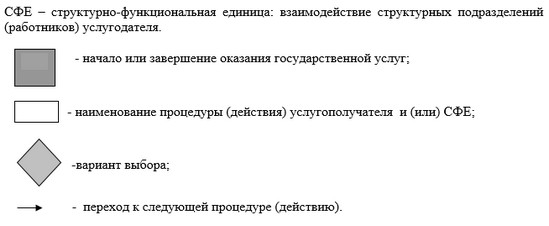 СФЕ – структурно-функциональная единица: взаимодействие структурных подразделений
(работников) услугодателя.
- начало или завершение оказания государственной услуг;
- наименование процедуры (действия) услугополучателя и (или) СФЕ;
-вариант выбора;
- переход к следующей процедуре (действию).